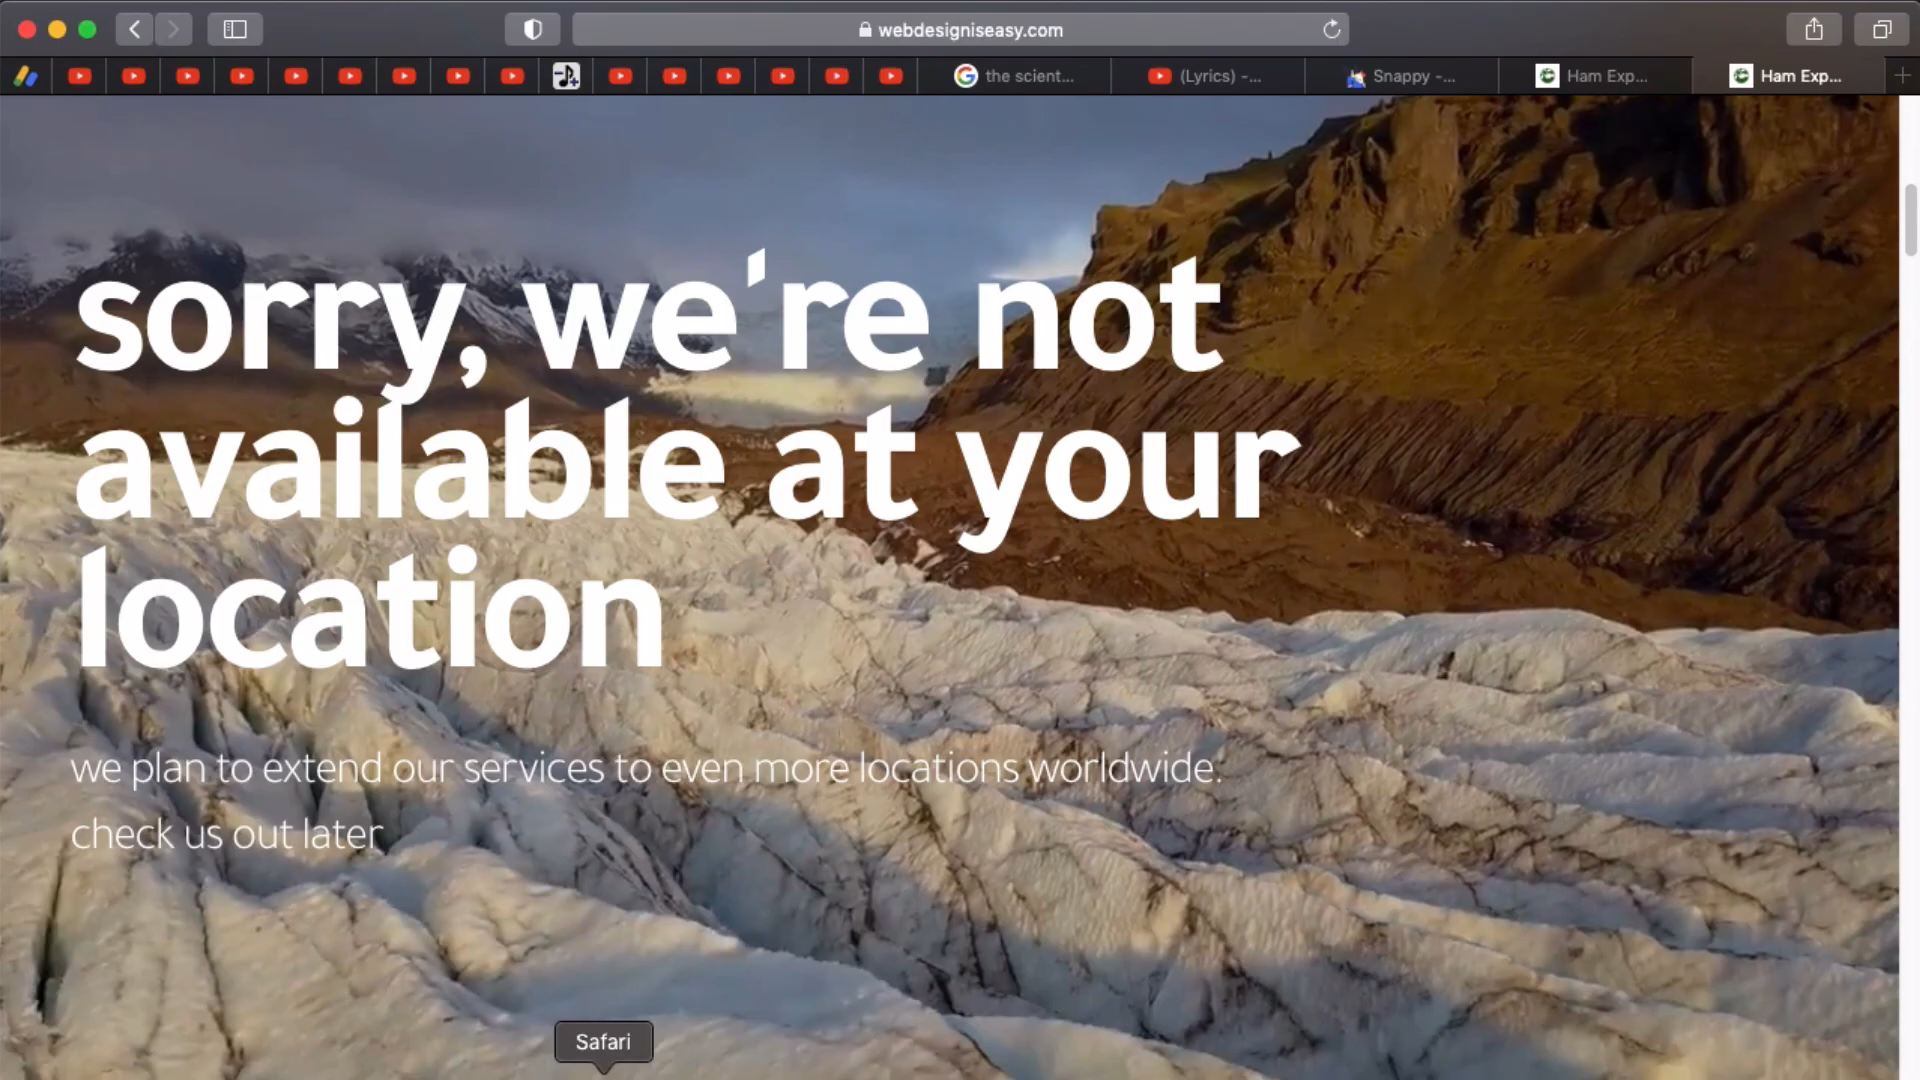 webdesigniseasy.com
the scient...
(Lyrics) -...
Snappy -...
Ham Exp...
Ham Exp...
sorry, we're not
available at your
location
we plan to extend our services to even more locations worldwide.
check us out later
Safari